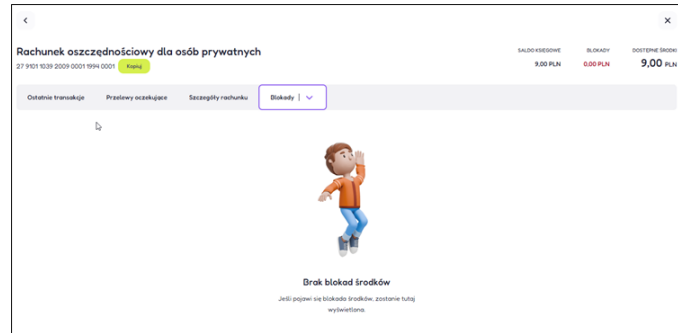 Rachunek oszczędnościowy dla osób prywatnych
27 9101 1039 2009 0001 1994 0001 Kopiuj
SALDO KSIĘGOWE
9,00 PLN
BLOKADY
0,00 PLN
DOSTĘPNE ŚRODKI
9,00 PLN
Ostatnie transakcje Przelewy oczekujące Szczegóły rachunku Blokady
Brak blokad środków
Jeśli pojawi się blokada środków, zostanie tutaj
wyświetlona.